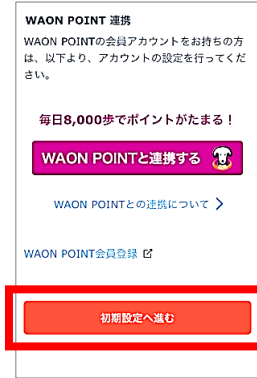 WAON POINT 連携
WAON POINTの会員アカウントをお持ちの方
は、以下より、アカウントの設定を行ってくだ
さい。
毎日8,000歩でポイントがたまる！
WAON POINTと連携する
WAON POINTとの連携について
WAON POINT会員登録
初期設定へ進む